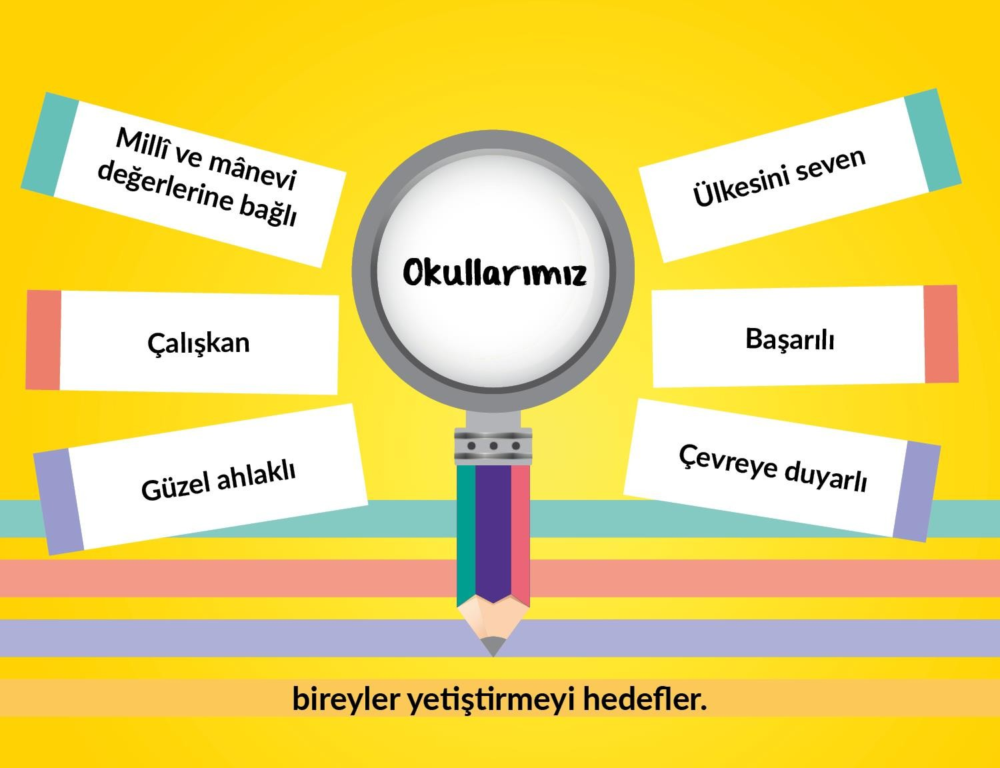 Okullarımız
Millî ve mânevi
değerlerine bağlı
Çalışkan
Güzel ahlaklı
Ülkesini seven
Başarılı
Çevreye duyarlı
bireyler yetiştirmeyi hedefler.